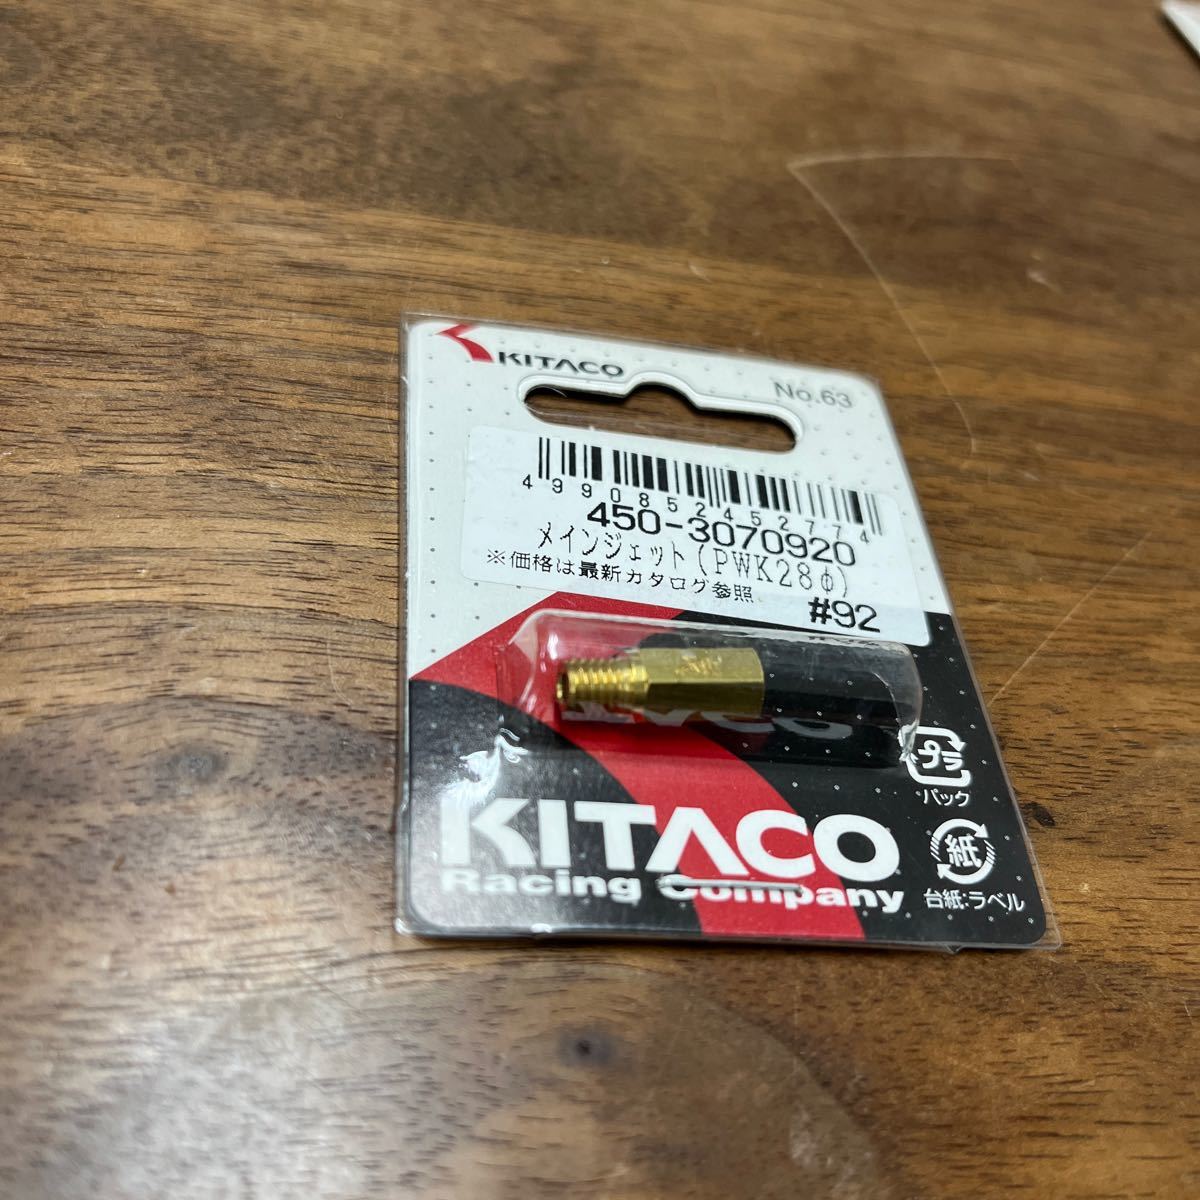 KITACO
No.63
4990852452774
450-3070920
メインジェット(PWK28φ)
※価格は最新カタログ参照
#92
プラ
パック
KITACO
Racing Company
紙
台紙:ラベル